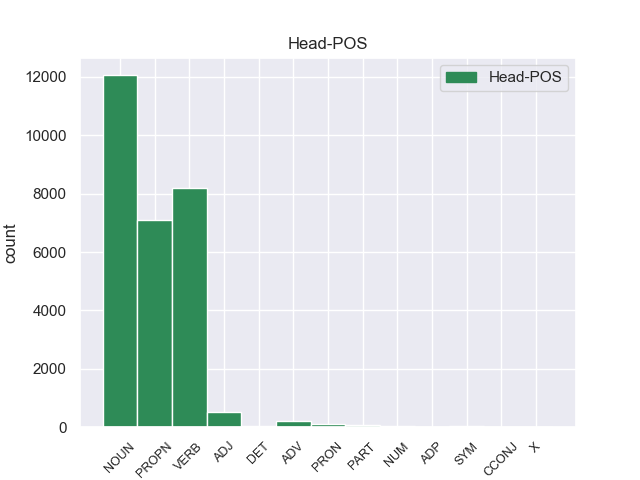 Head-POS
Head-POS
12000
10000
8000
6000
4000
2000
0
count
NOUN PROPN VERB ADJ DET ADV PRON PART NUM ADP SYM CCONJ X